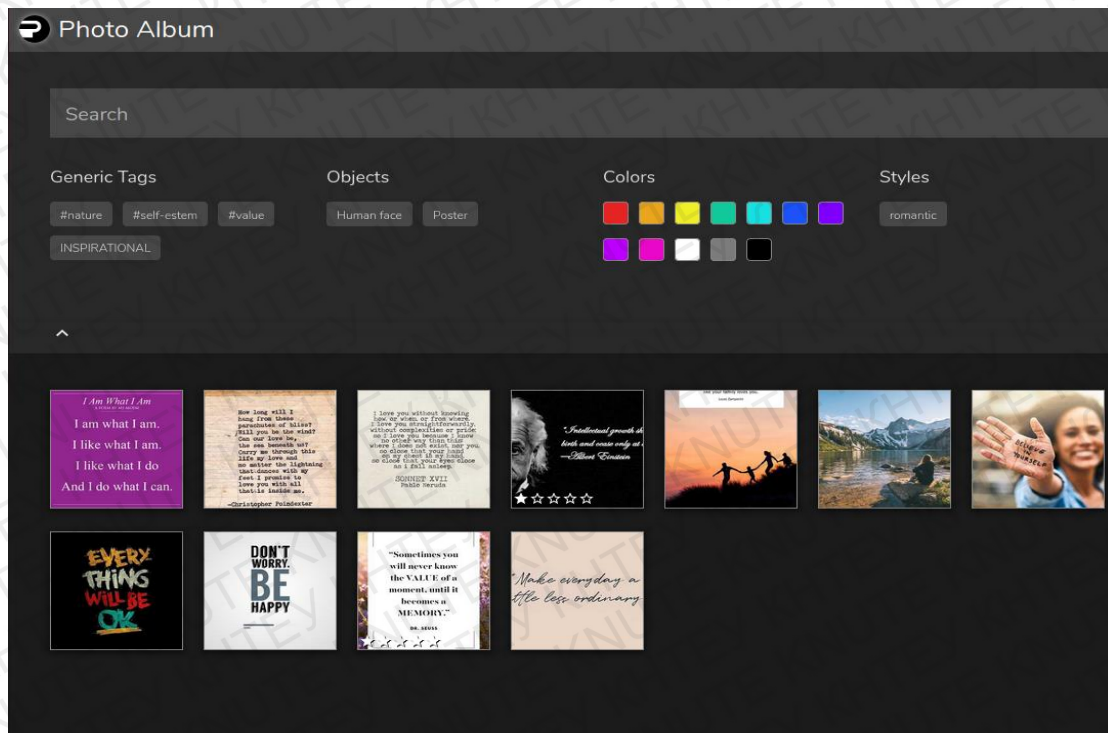 Photo Album
Search
Generic Tags
Objects
Colors
Styles
#nature
#self-estem
#value
Human face
Poster
romantic
INSPIRATIONAL
I Am What I Am
I am what I am.
I like what I am.
I like what I do
And I do what I can.
How long will I
hang from these
parachutes of bliss?
Will you be the wind?
Can our love be,
the sea beneath us?
Carry me through this
life my love and
no matter the lightning
that dances with my
feet I promise to
love you with all
that is inside me.
-Christopher Poindexter
I love you without knowing
how, or when, or from where,
I love you straightforwardly,
without complexities or pride;
so I love you because I know
no other way than this:
where I does not exist, nor you,
so close that your hand
on my chest is my hand,
so close that your eyes close
as I fall asleep.
SONNET XVII
Pablo Neruda
"Intellectual growth sh
birth and cease only at
—Albert Einstein
BELIEVE
IN
YOURSELF
EVERY
THING
WILL BE
OK
DON'T
WORRY.
BE
HAPPY
"Sometimes you
will never know
the VALUE of a
moment, until it
becomes a
MEMORY."
DR. SEUSS
"Make everyday a
ttle less ordinary
KNUTE KHTEY